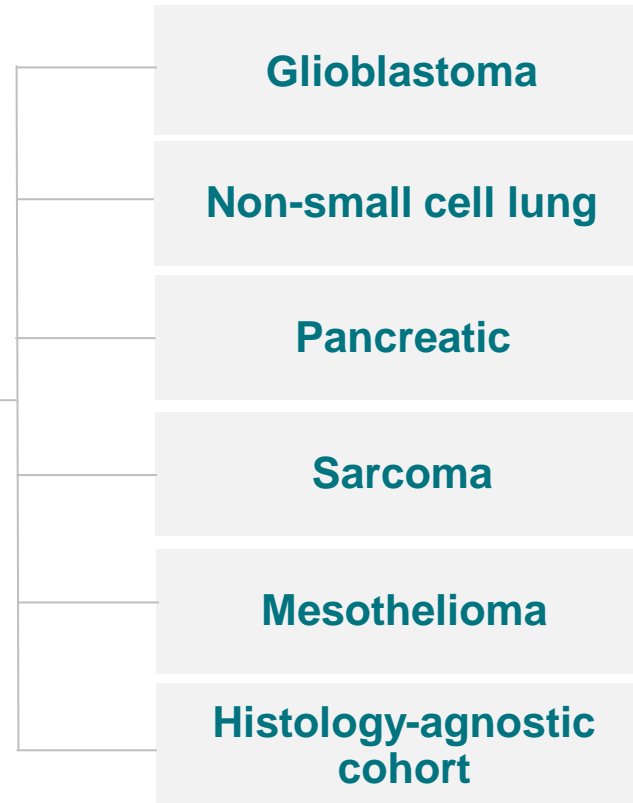 Glioblastoma
Non-small cell lung
Pancreatic
Sarcoma
Mesothelioma
Histology-agnostic
cohort